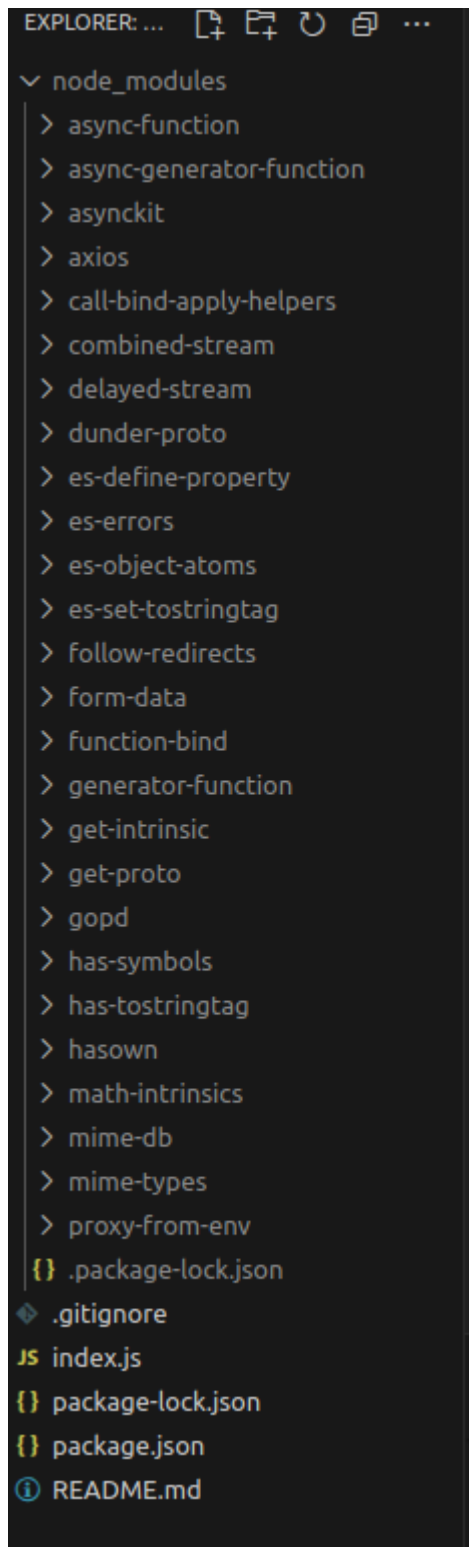 EXPLORER: ...
node_modules
async-function
async-generator-function
asynckit
axios
call-bind-apply-helpers
combined-stream
delayed-stream
dunder-proto
es-define-property
es-errors
es-object-atoms
es-set-tostringtag
follow-redirects
form-data
function-bind
generator-function
get-intrinsic
get-proto
gopd
has-symbols
has-tostringtag
hasown
math-intrinsics
mime-db
mime-types
proxy-from-env
{} .package-lock.json
.gitignore
JS index.js
{} package-lock.json
{} package.json
README.md